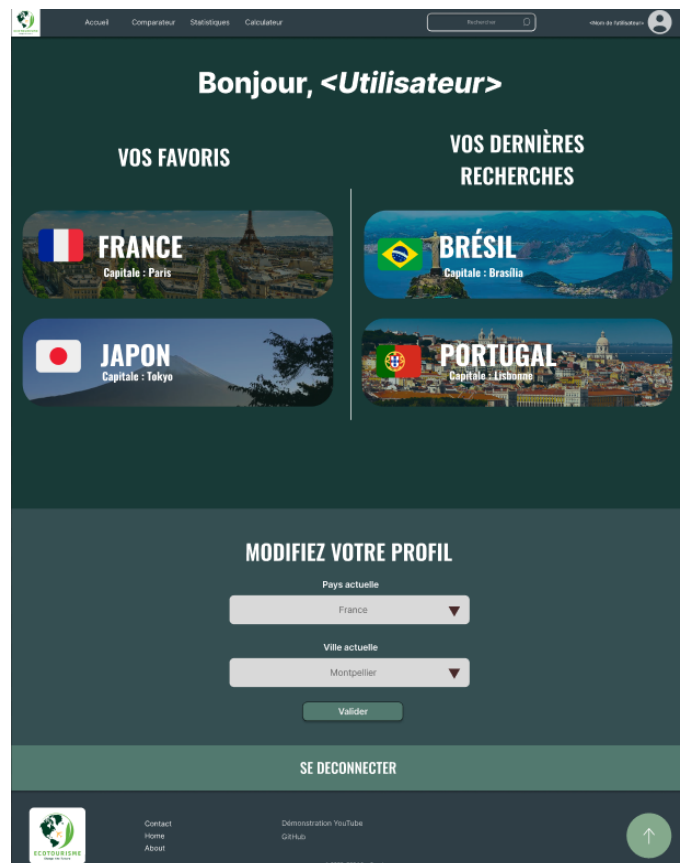 Accueil
Comparateur
Statistiques
Calculateur
Rechercher
<Nom de l'utilisateur>
Bonjour, <Utilisateur>
VOS FAVORIS
FRANCE
Capitale : Paris
JAPON
Capitale : Tokyo
VOS DERNIÈRES
RECHERCHES
BRÉSIL
Capitale : Brasília
PORTUGAL
Capitale : Lisbonne
MODIFIEZ VOTRE PROFIL
Pays actuelle
France
Ville actuelle
Montpellier
Valider
SE DECONNECTER
ECOTOURISME
Contact
Home
About
Démonstration YouTube
GitHub